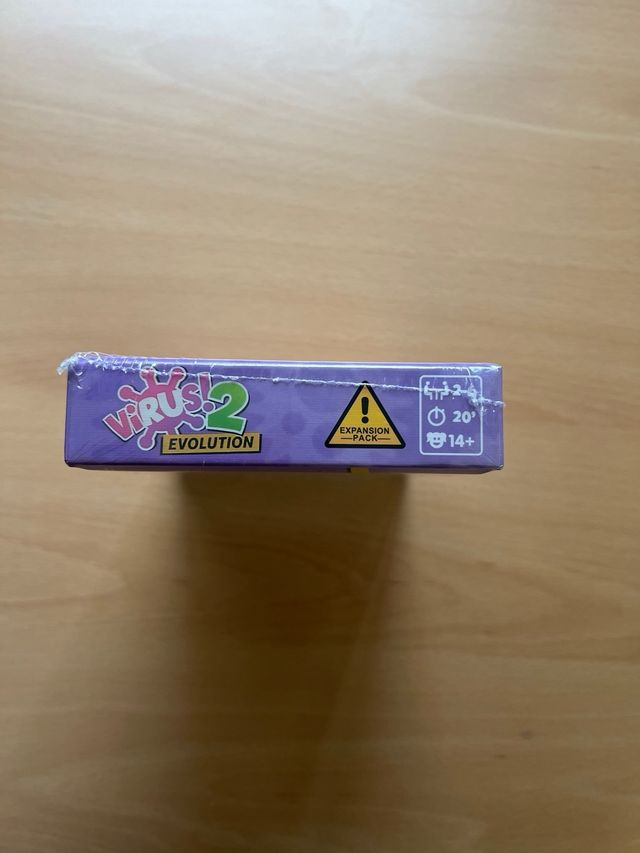 ViRUS! 2
EVOLUTION
EXPANSION
PACK
20'
14+